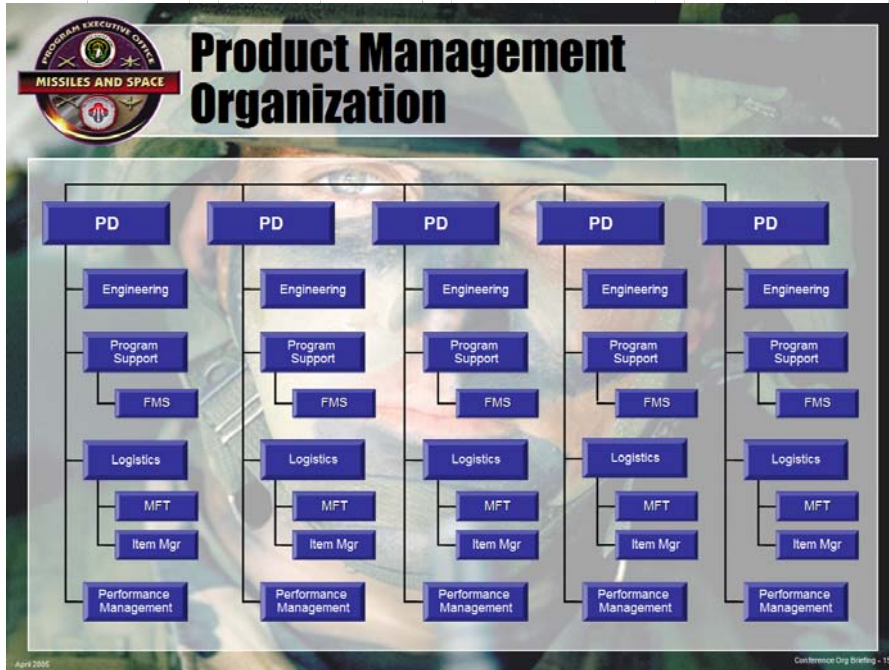 PROGRAM EXECUTIVE OFFICE
MISSILES AND SPACE
Product Management
Organization
PD
PD
PD
PD
PD
Engineering
Engineering
Engineering
Engineering
Engineering
Program
Support
Program
Support
Program
Support
Program
Support
Program
Support
FMS
FMS
FMS
FMS
FMS
Logistics
Logistics
Logistics
Logistics
Logistics
MFT
MFT
MFT
MFT
MFT
Item Mgr
Item Mgr
Item Mgr
Item Mgr
Item Mgr
Performance
Management
Performance
Management
Performance
Management
Performance
Management
Performance
Management
April 2005
Conference Org Briefing -